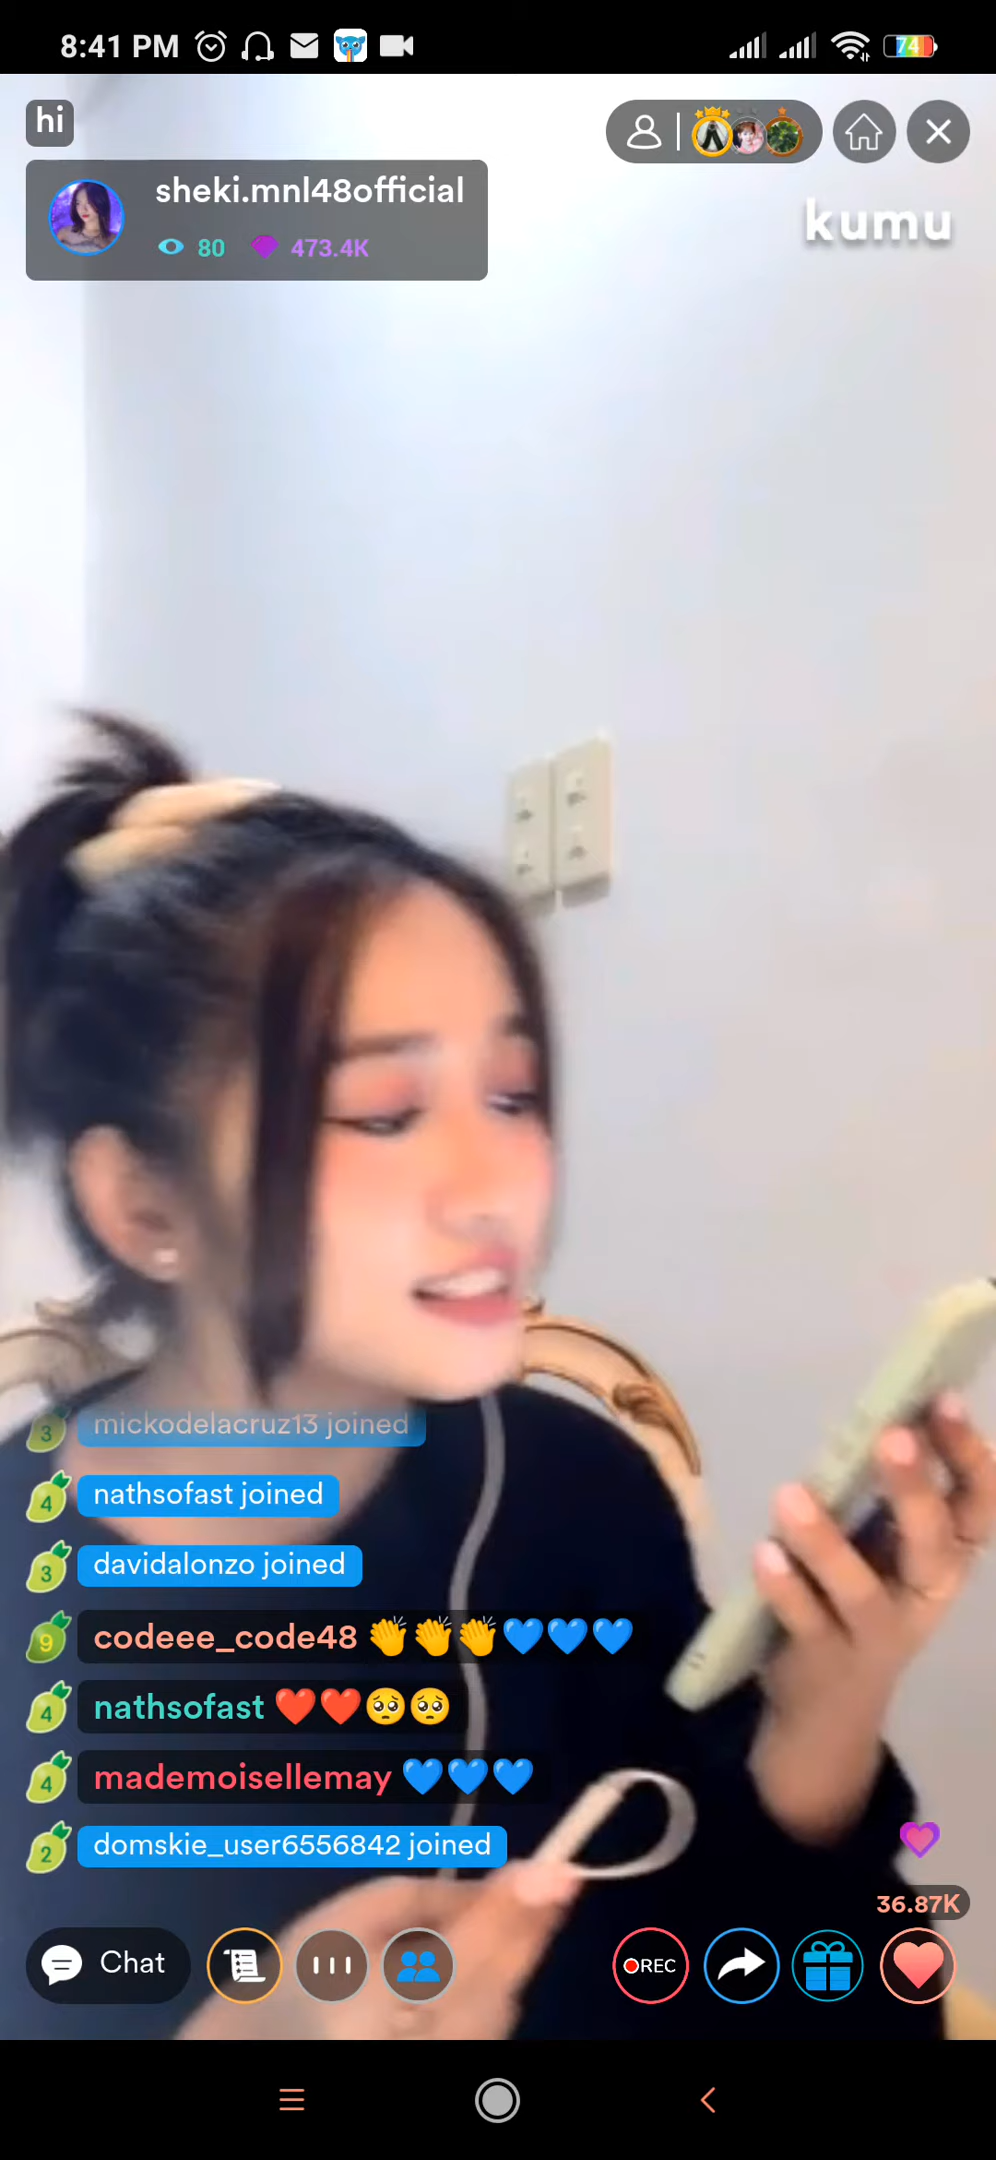 8:41 PM
74
hi
sheki.mnl48official
80 473.4K
kumu
3 mickodelacruz13 joined
4 nathsofast joined
3 davidalonzo joined
9 codeee_code48 👏👏👏💙💙💙
4 nathsofast ❤️❤️🥺🥺
4 mademoisellemay 💙💙💙
2 domskie_user6556842 joined
36.87K
Chat
REC